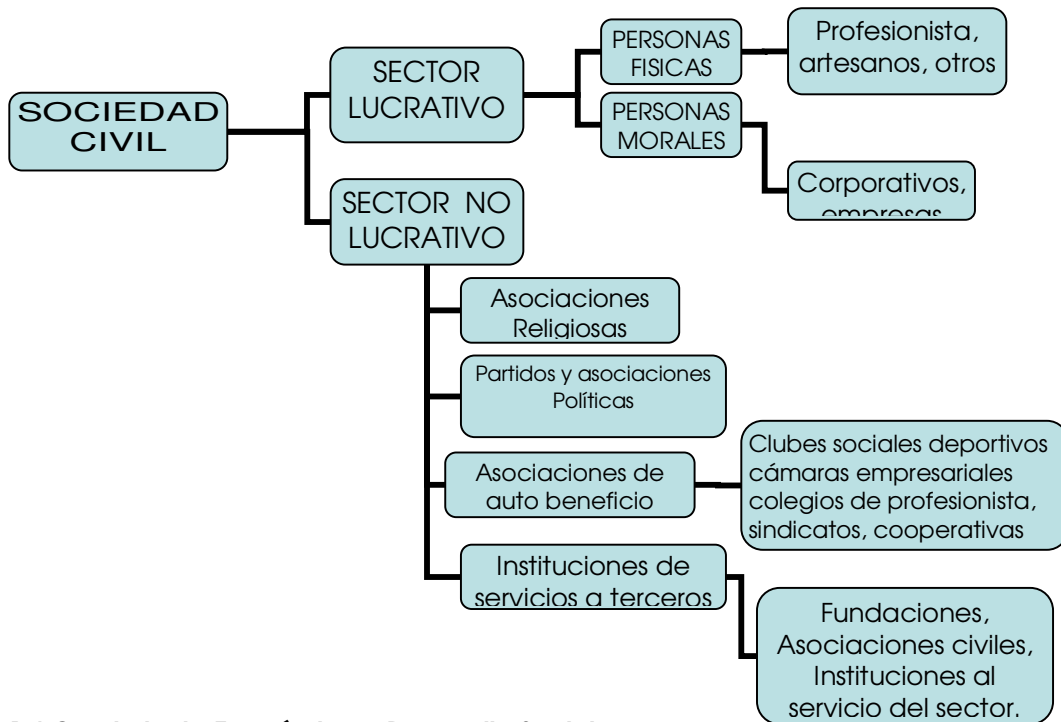 SOCIEDAD
CIVIL
SECTOR
LUCRATIVO
PERSONAS
FISICAS
Profesionista,
artesanos, otros
PERSONAS
MORALES
Corporativos,
empresas
SECTOR NO
LUCRATIVO
Asociaciones
Religiosas
Partidos y asociaciones
Políticas
Asociaciones de
auto beneficio
Clubes sociales deportivos
cámaras empresariales
colegios de profesionista,
sindicatos, cooperativas
Instituciones de
servicios a terceros
Fundaciones,
Asociaciones civiles,
Instituciones al
servicio del sector.